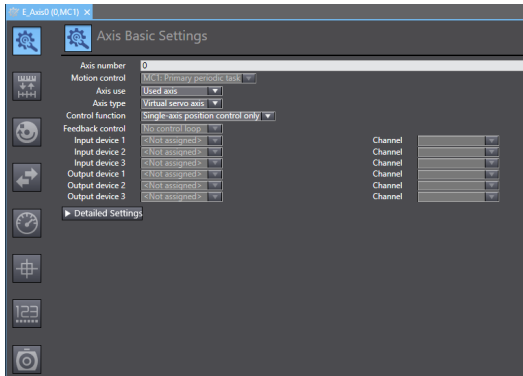 E_Axis0 (0,MC1) ×
Axis Basic Settings
Axis number 0
Motion control MC1: Primary periodic task
Axis use Used axis
Axis type Virtual servo axis
Control function Single-axis position control only
Feedback control No control loop
Input device 1 <Not assigned> Channel
Input device 2 <Not assigned> Channel
Input device 3 <Not assigned> Channel
Output device 1 <Not assigned> Channel
Output device 2 <Not assigned> Channel
Output device 3 <Not assigned> Channel
▶ Detailed Settings
123